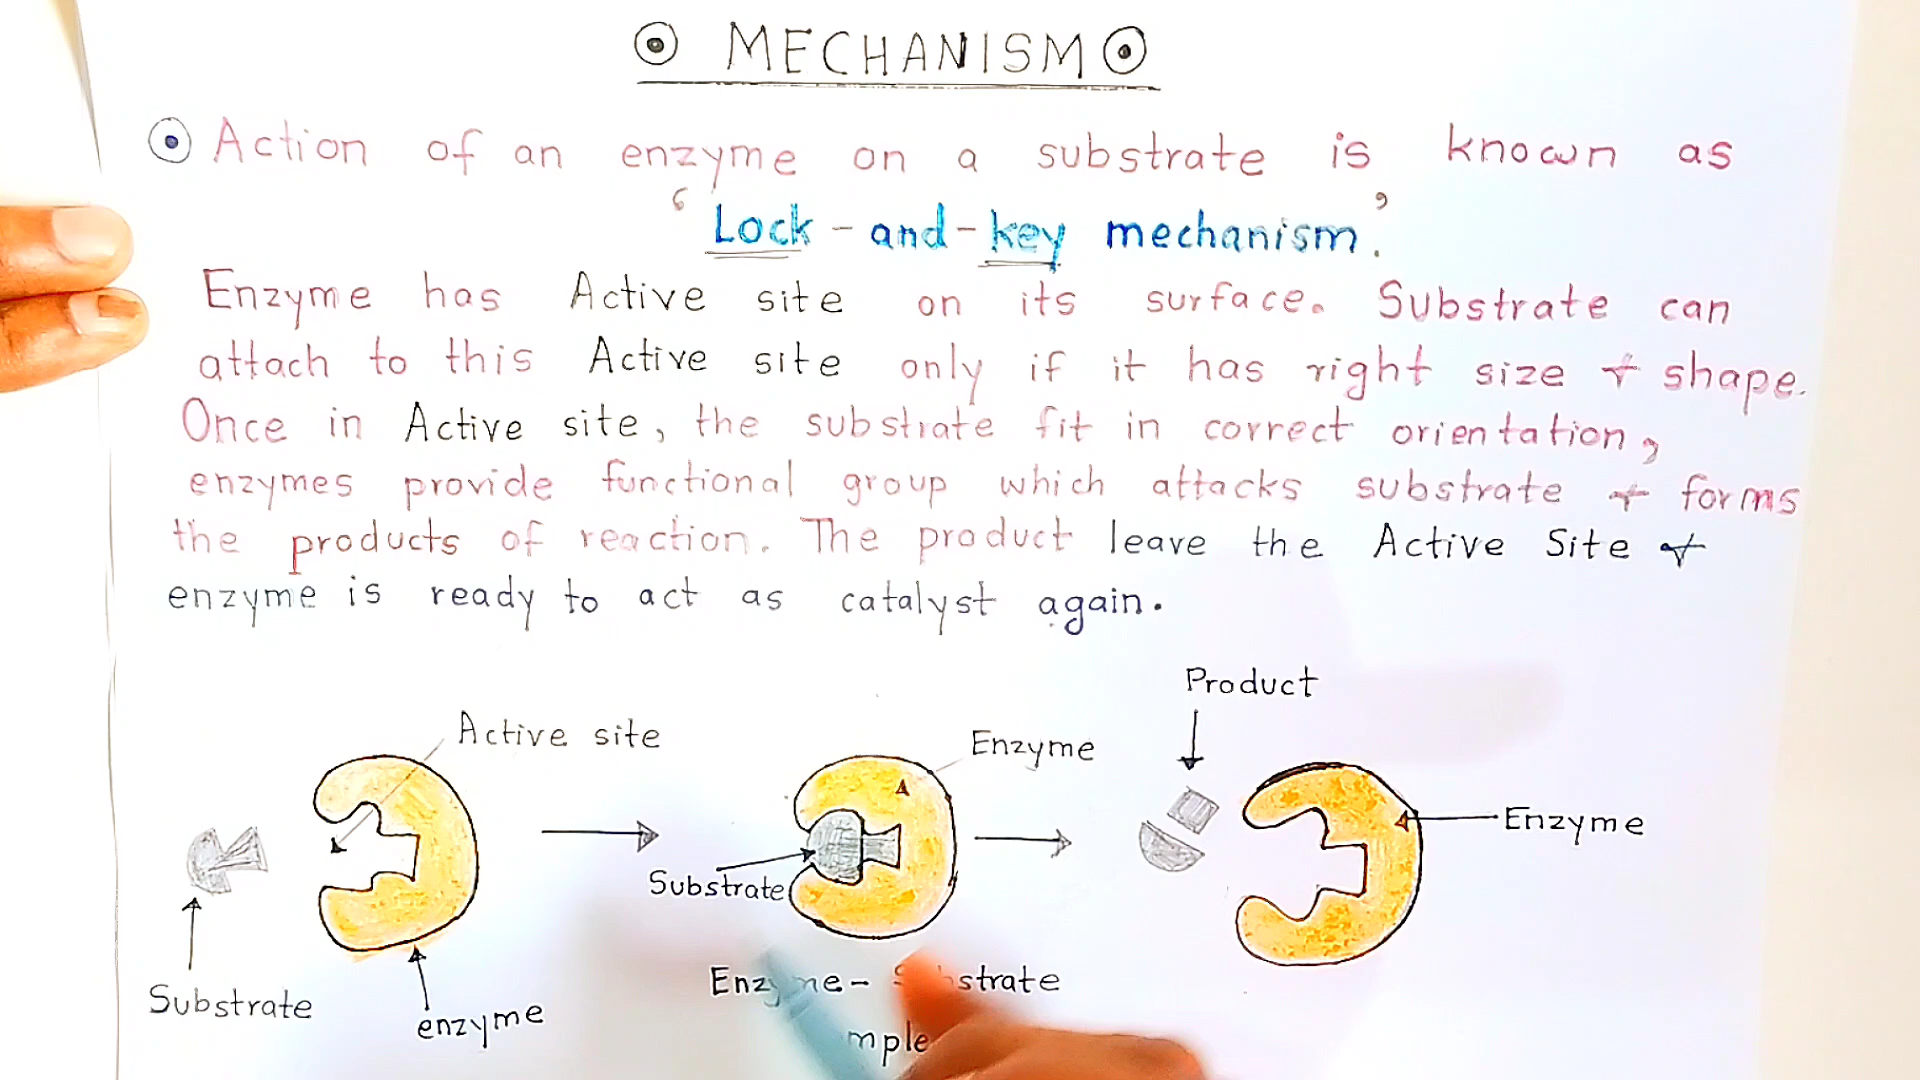 MECHANISM
Action of an enzyme on a substrate is known as
‘Lock-and-key mechanism.’
Enzyme has Active site on its surface. Substrate can
attach to this Active site only if it has right size & shape.
Once in Active site, the substrate fit in correct orientation,
enzymes provide functional group which attacks substrate & forms
the products of reaction. The product leave the Active Site &
enzyme is ready to act as catalyst again.
Product
Active site
Enzyme
Enzyme
Substrate
Substrate
enzyme
Enzyme-Substrate
mple